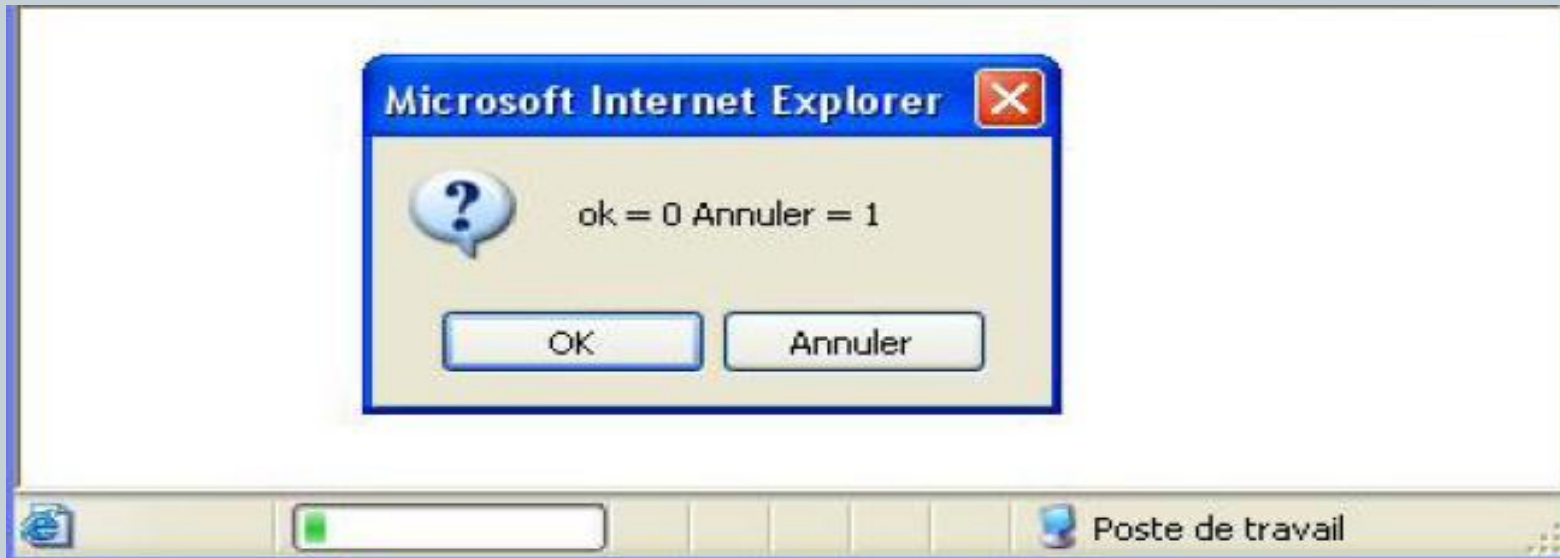 Microsoft Internet Explorer
ok = 0 Annuler = 1
OK
Annuler
Poste de travail